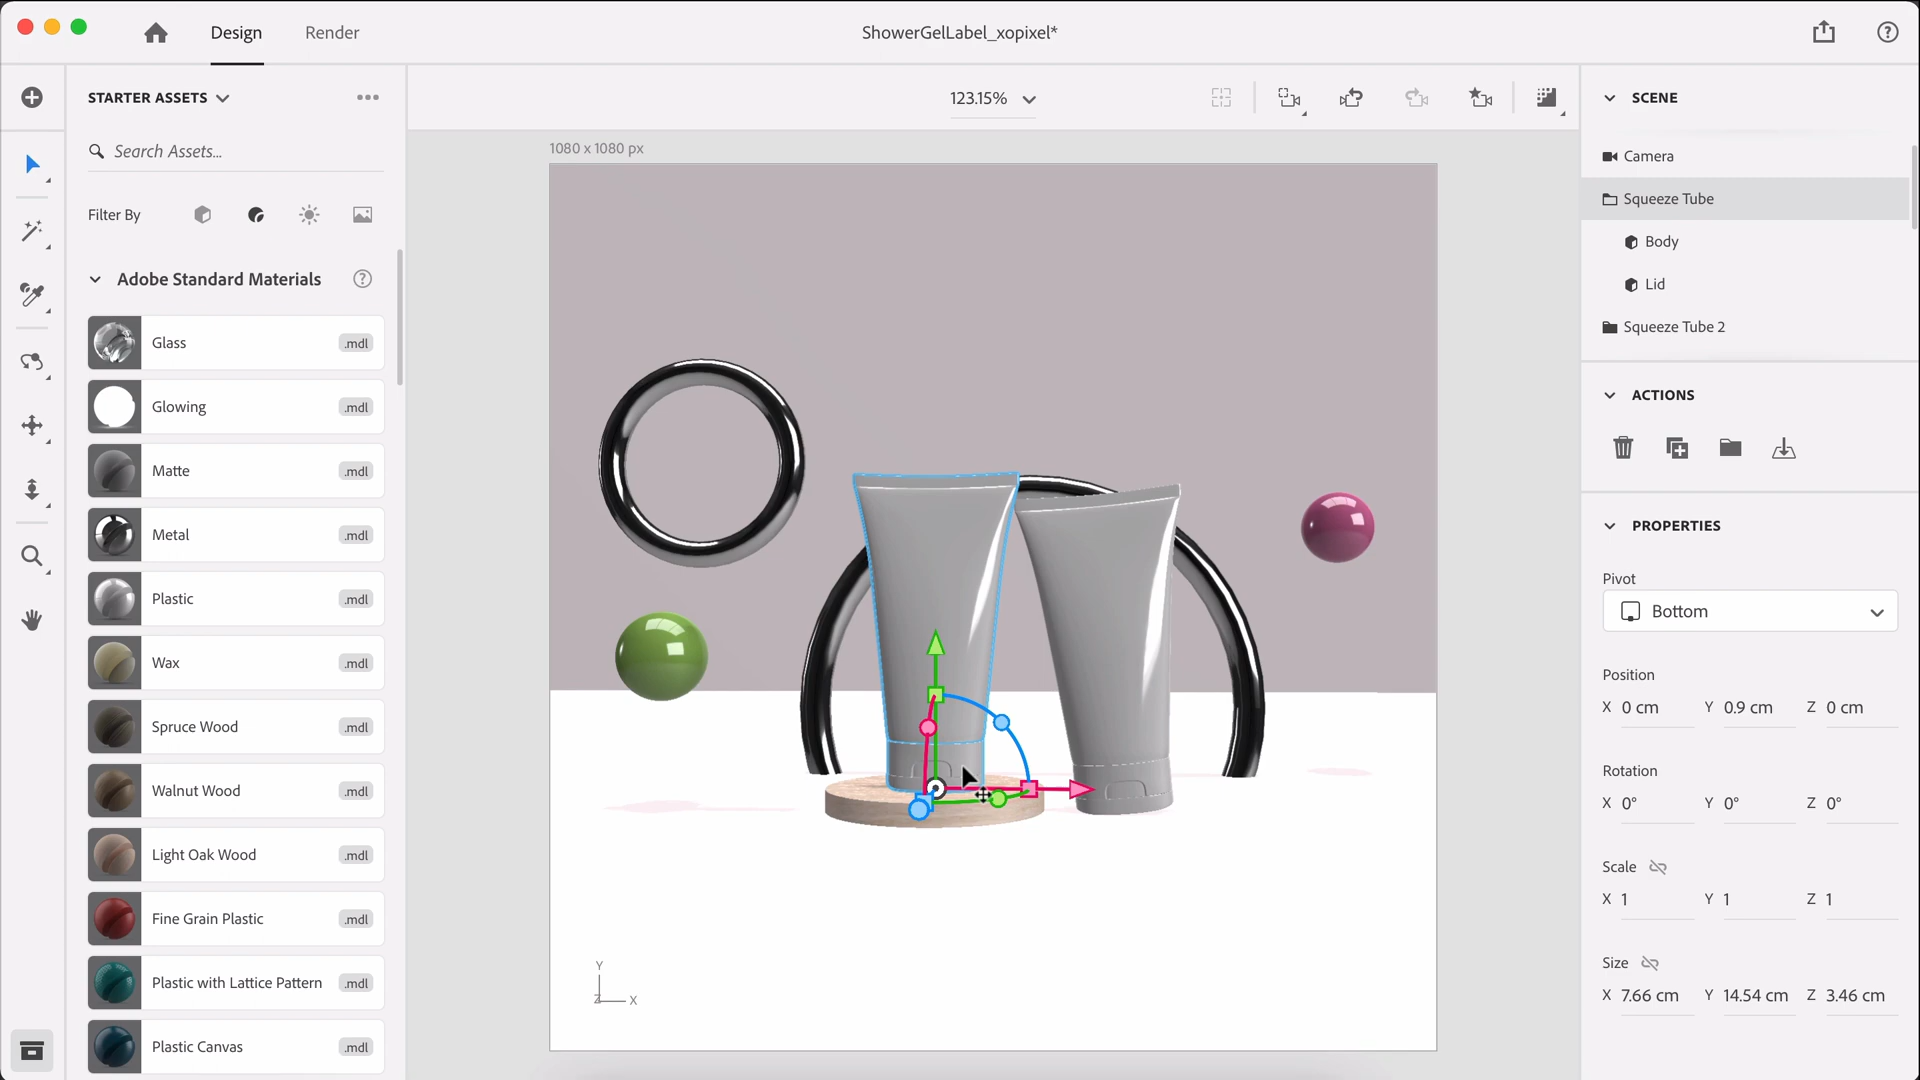 Design
Render
ShowerGelLabel_xopixel*
STARTER ASSETS
Search Assets...
Filter By
Adobe Standard Materials
Glass .mdl
Glowing .mdl
Matte .mdl
Metal .mdl
Plastic .mdl
Wax .mdl
Spruce Wood .mdl
Walnut Wood .mdl
Light Oak Wood .mdl
Fine Grain Plastic .mdl
Plastic with Lattice Pattern .mdl
Plastic Canvas .mdl
123.15%
1080 x 1080 px
Y
Z X
SCENE
Camera
Squeeze Tube
Body
Lid
Squeeze Tube 2
ACTIONS
PROPERTIES
Pivot
Bottom
Position
X 0 cm Y 0.9 cm Z 0 cm
Rotation
X 0° Y 0° Z 0°
Scale
X 1 Y 1 Z 1
Size
X 7.66 cm Y 14.54 cm Z 3.46 cm